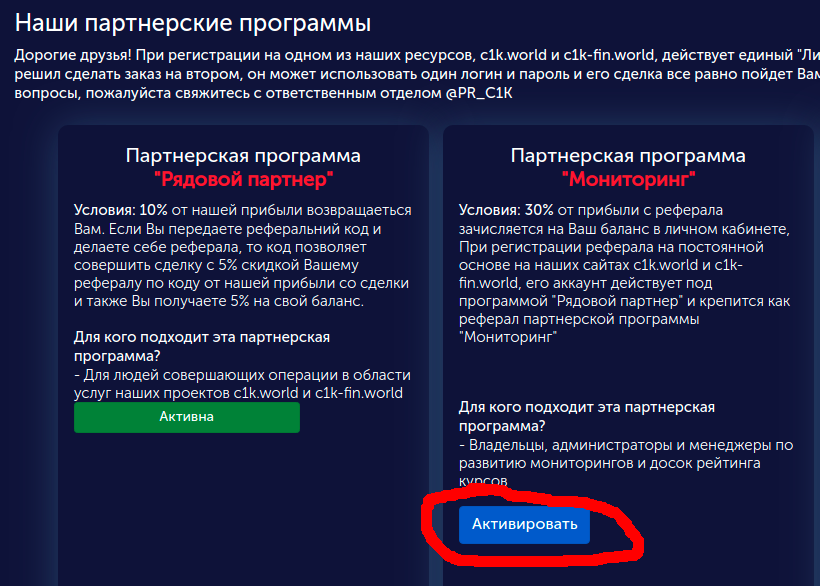 Наши партнерские программы
Дорогие друзья! При регистрации на одном из наших ресурсов, c1k.world и c1k-fin.world, действует единый "Ли
решил сделать заказ на втором, он может использовать один логин и пароль и его сделка все равно пойдет Вам
вопросы, пожалуйста свяжитесь с ответственным отделом @PR_C1K
Партнерская программа
"Рядовой партнер"
Условия: 10% от нашей прибыли возвращаеться
Вам. Если Вы передаете реферальний код и
делаете себе реферала, то код позволяет
совершить сделку с 5% скидкой Вашему
рефералу по коду от нашей прибыли со сделки
и также Вы получаете 5% на свой баланс.
Для кого подходит эта партнерская
программа?
- Для людей совершающих операции в области
услуг наших проектов c1k.world и c1k-fin.world
Активна
Партнерская программа
"Мониторинг"
Условия: 30% от прибыли с реферала
зачисляется на Ваш баланс в личном кабинете,
При регистрации реферала на постоянной
основе на наших сайтах c1k.world и c1k-
fin.world, его аккаунт действует под
программой "Рядовой партнер" и крепится как
реферал партнерской программы
"Мониторинг"
Для кого подходит эта партнерская
программа?
- Владельцы, администраторы и менеджеры по
развитию мониторингов и досок рейтинга
курсов
Активировать